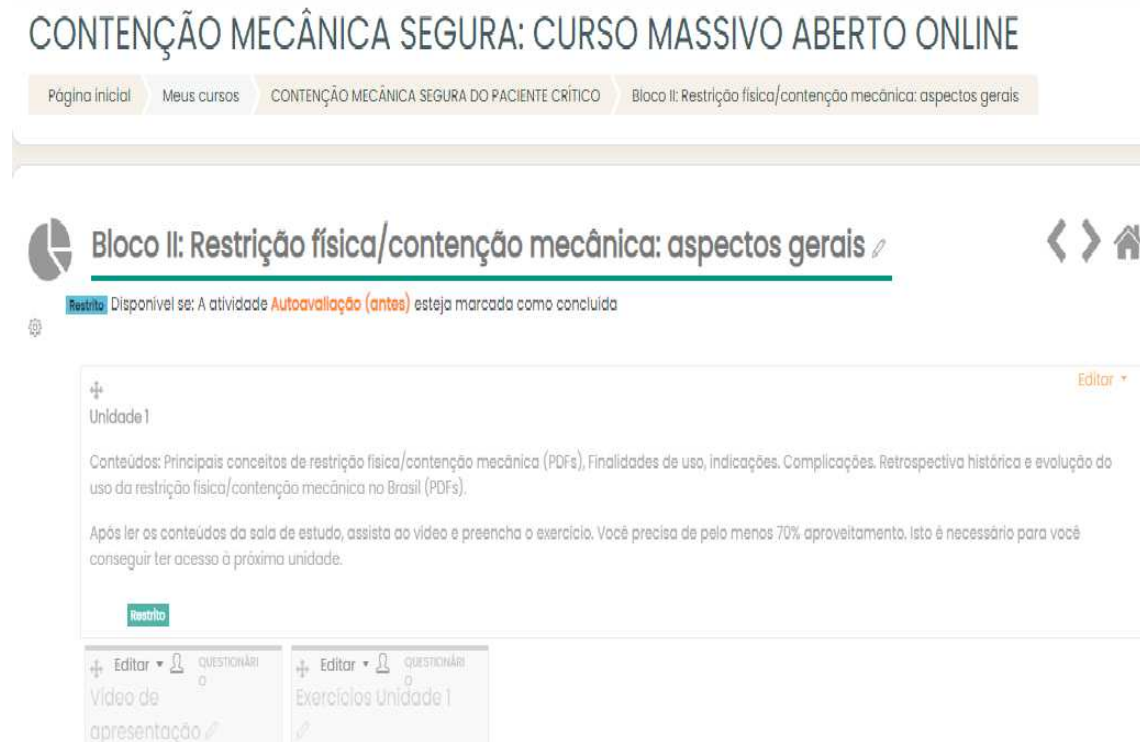 CONTENÇÃO MECÂNICA SEGURA: CURSO MASSIVO ABERTO ONLINE
Página inicial Meus cursos CONTENÇÃO MECÂNICA SEGURA DO PACIENTE CRÍTICO Bloco II: Restrição física/contenção mecânica: aspectos gerais
Bloco II: Restrição física/contenção mecânica: aspectos gerais
Restrito Disponível se: A atividade Autoavaliação (antes) esteja marcada como concluída
Editar
Unidade 1
Conteúdos: Principais conceitos de restrição física/contenção mecânica (PDFs), Finalidades de uso, indicações. Complicações. Retrospectiva histórica e evolução do
uso da restrição física/contenção mecânica no Brasil (PDFs).
Após ler os conteúdos da sala de estudo, assista ao vídeo e preencha o exercício. Você precisa de pelo menos 70% aproveitamento. Isto é necessário para você
conseguir ter acesso à próxima unidade.
Restrito
Editar QUESTIONÁRI
O
Vídeo de
apresentação
Editar QUESTIONÁRI
O
Exercícios Unidade 1